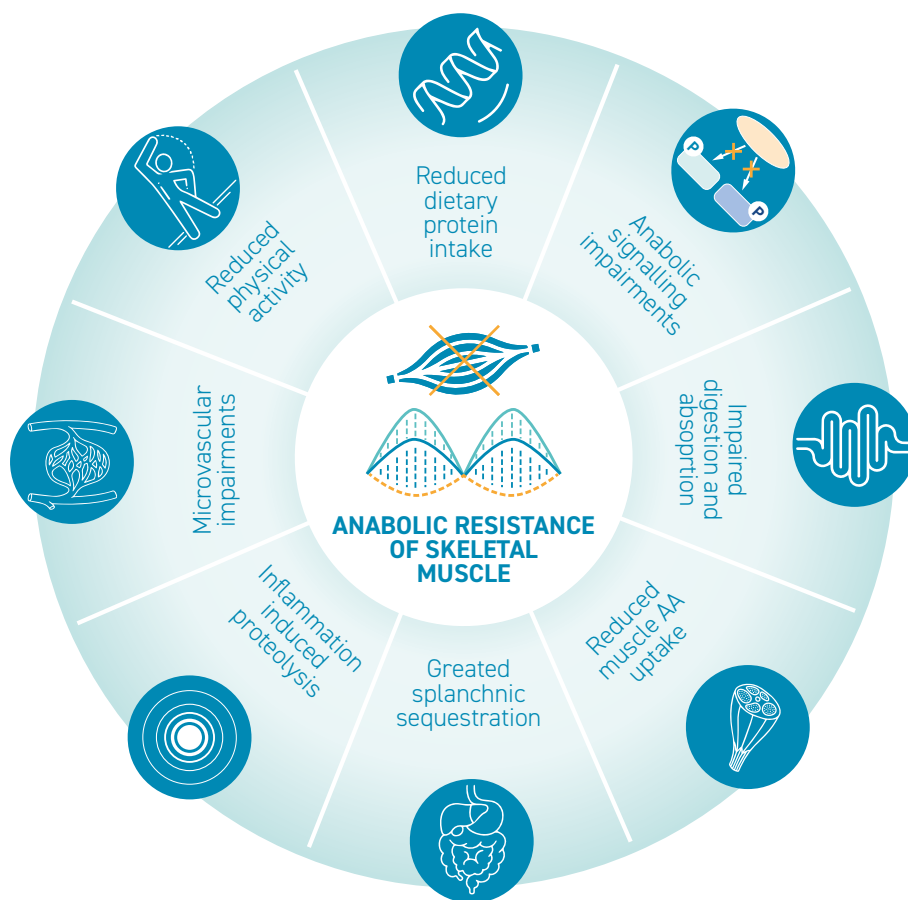 Reduced
dietary
protein
intake
P
P
Anabolic
signalling
impairments
Impaired
digestion and
absoprtion
Reduced
muscle AA
uptake
Greated
splanchnic
sequestration
Inflammation
induced
proteolysis
Microvascular
impairments
Reduced
physical
activity
ANABOLIC RESISTANCE
OF SKELETAL
MUSCLE